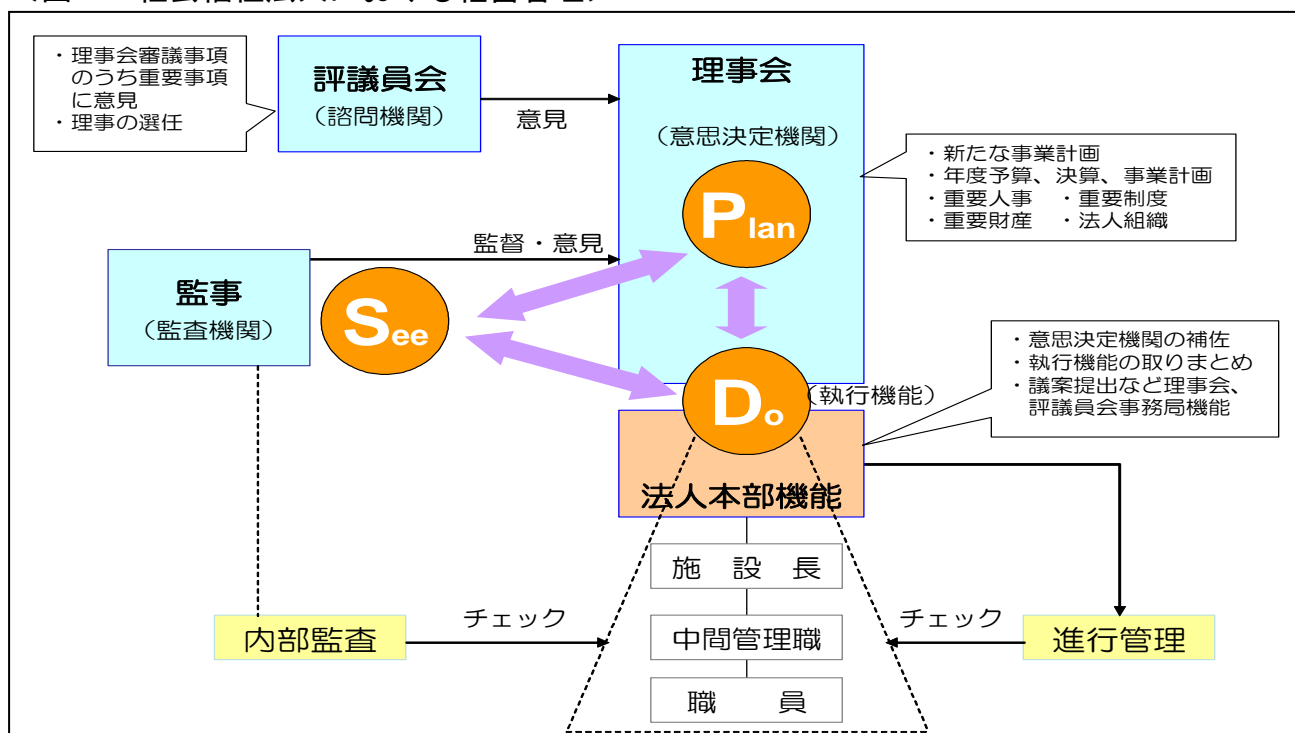 ・理事会審議事項
のうち重要事項
に意見
・理事の選任
評議員会
（諮問機関）
意見
理事会
（意思決定機関）
Plan
・新たな事業計画
・年度予算、決算、事業計画
・重要人事 ・重要制度
・重要財産 ・法人組織
監督・意見
監事
（監査機関）
See
Do
（執行機能）
・意思決定機関の補佐
・執行機能の取りまとめ
・議案提出など理事会、
評議員会事務局機能
法人本部機能
施 設 長
中間管理職
職 員
内部監査
チェック
チェック
進行管理